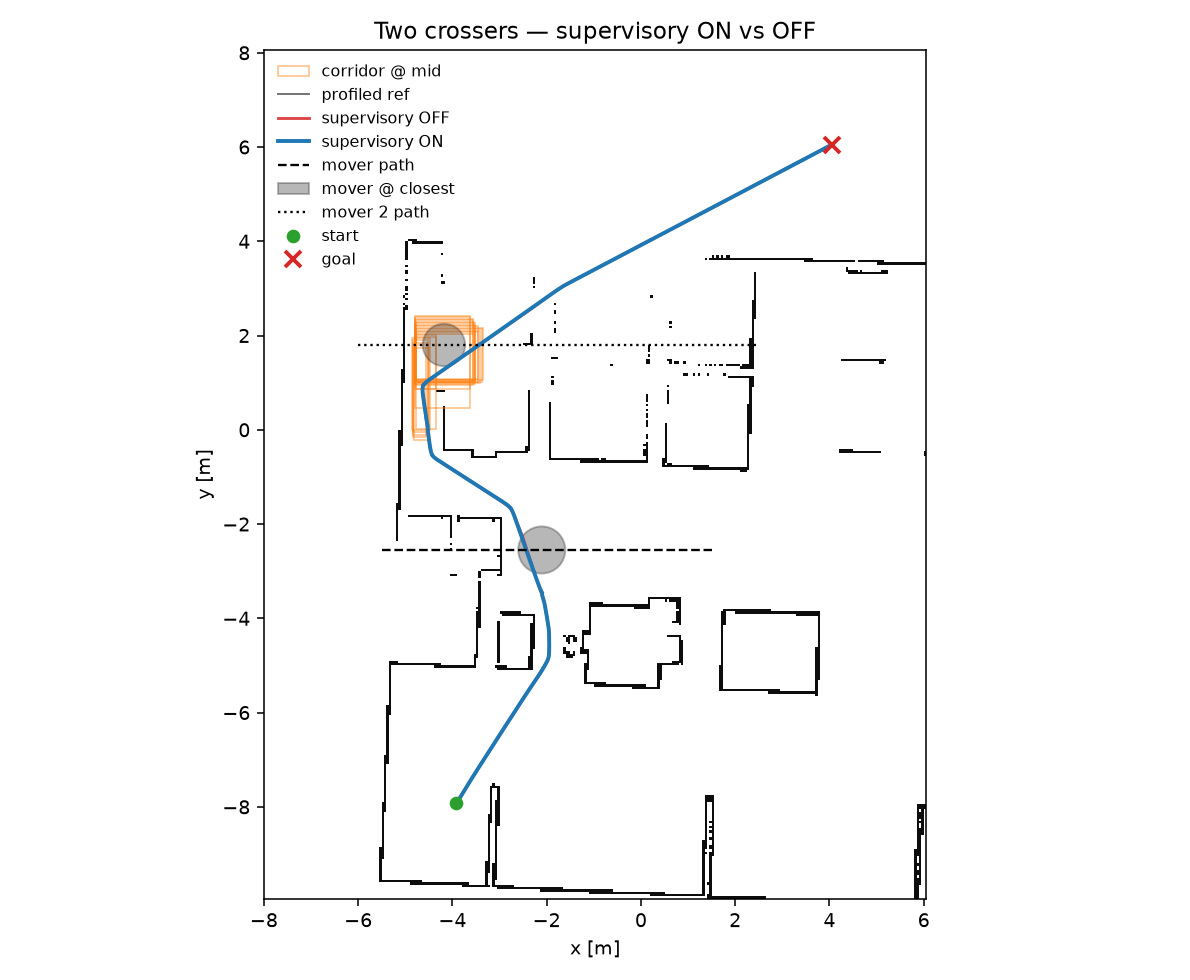 Two crossers — supervisory ON vs OFF
corridor @ mid
profiled ref
supervisory OFF
supervisory ON
mover path
mover @ closest
mover 2 path
start
goal
8
6
4
2
0
−2
−4
−6
−8
y [m]
−8
−6
−4
−2
0
2
4
6
x [m]